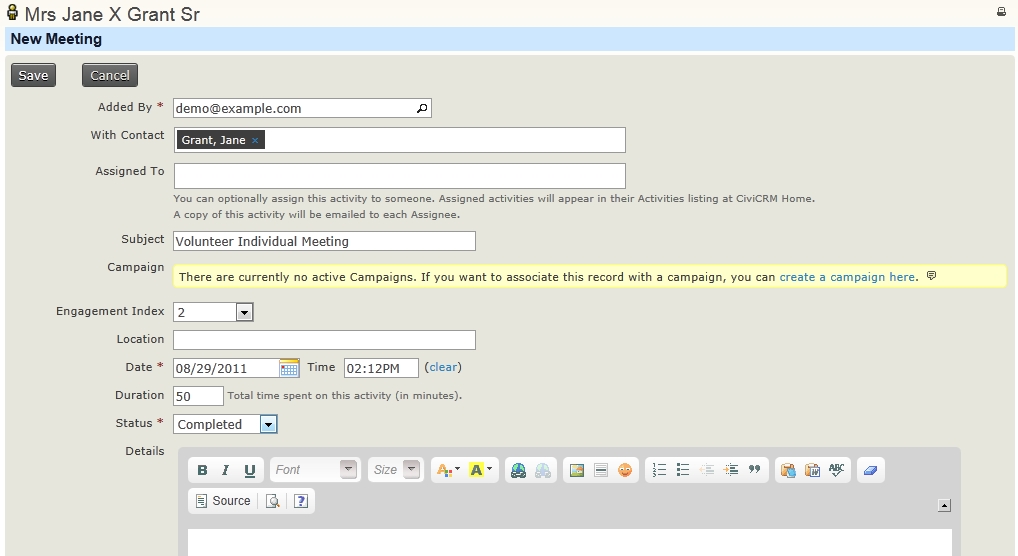 Mrs Jane X Grant Sr
New Meeting
Save Cancel
Added By * demo@example.com
With Contact Grant, Jane ×
Assigned To
You can optionally assign this activity to someone. Assigned activities will appear in their Activities listing at CiviCRM Home.
A copy of this activity will be emailed to each Assignee.
Subject Volunteer Individual Meeting
Campaign There are currently no active Campaigns. If you want to associate this record with a campaign, you can create a campaign here.
Engagement Index 2
Location
Date * 08/29/2011 Time 02:12PM (clear)
Duration 50 Total time spent on this activity (in minutes).
Status * Completed
Details
B I U Font Size A A ABC
Source ?